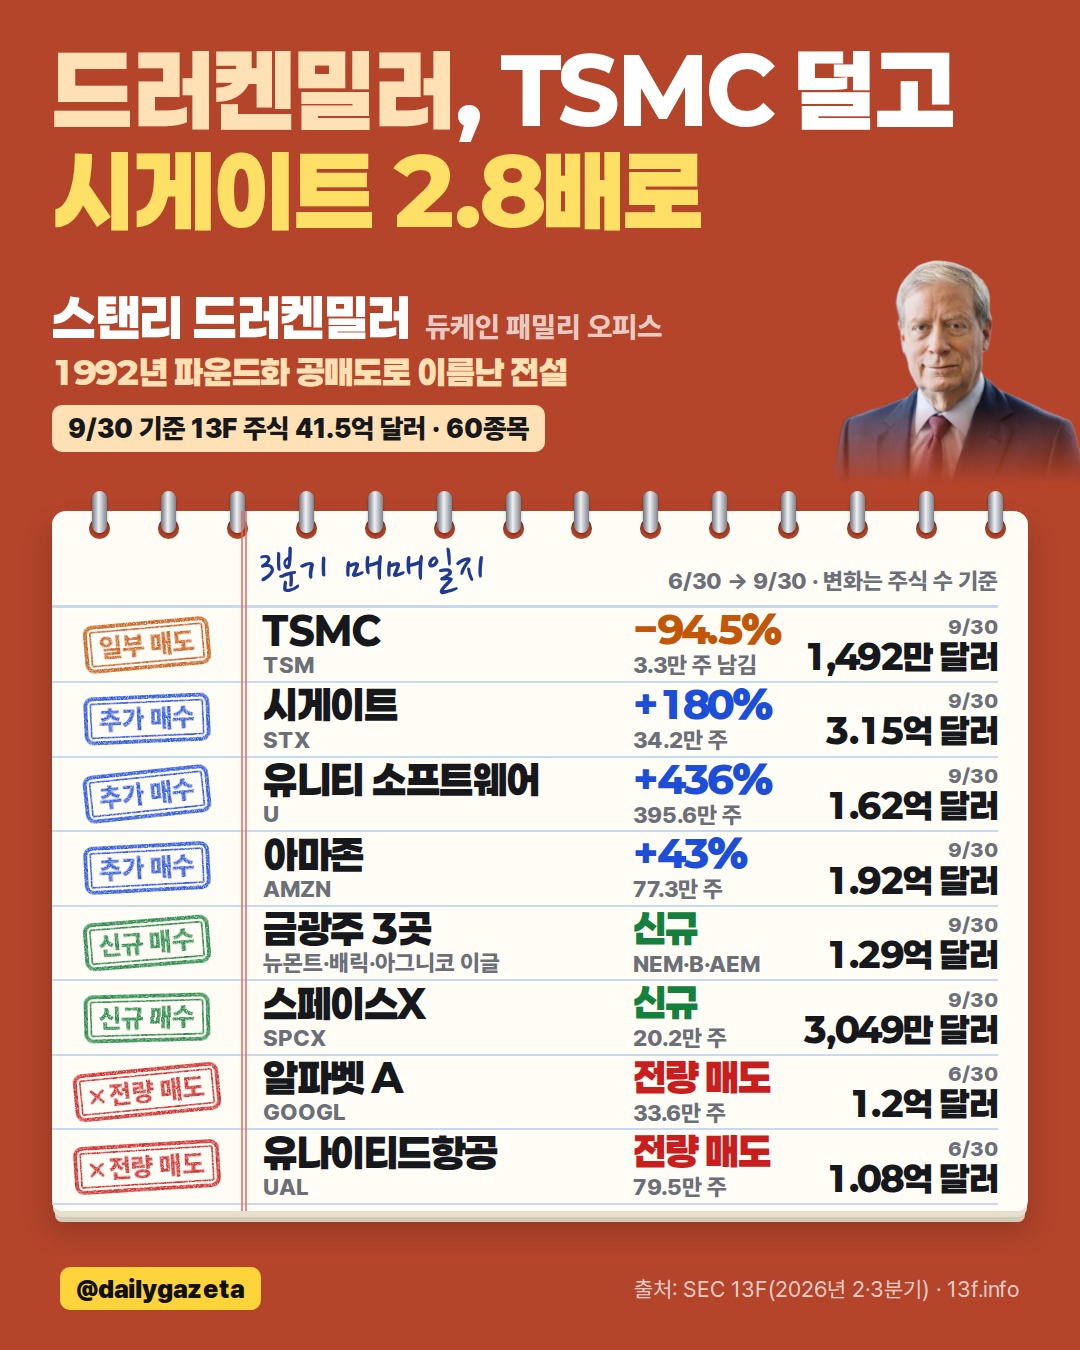 드러켄밀러, TSMC 덜고
시게이트 2.8배로
스탠리 드러켄밀러 듀케인 패밀리 오피스
1992년 파운드화 공매도로 이름난 전설
9/30 기준 13F 주식 41.5억 달러 · 60종목
3분기 매매일지
6/30 → 9/30 · 변화는 주식 수 기준
일부 매도
TSMC
TSM
−94.5%
3.3만 주 남김
9/30
1,492만 달러
추가 매수
시게이트
STX
+180%
34.2만 주
9/30
3.15억 달러
추가 매수
유니티 소프트웨어
U
+436%
395.6만 주
9/30
1.62억 달러
추가 매수
아마존
AMZN
+43%
77.3만 주
9/30
1.92억 달러
신규 매수
금광주 3곳
뉴몬트·배릭·아그니코 이글
신규
NEM·B·AEM
9/30
1.29억 달러
신규 매수
스페이스X
SPCX
신규
20.2만 주
9/30
3,049만 달러
×전량 매도
알파벳 A
GOOGL
전량 매도
33.6만 주
6/30
1.2억 달러
×전량 매도
유나이티드항공
UAL
전량 매도
79.5만 주
6/30
1.08억 달러
@dailygazeta
출처: SEC 13F(2026년 2·3분기) · 13f.info